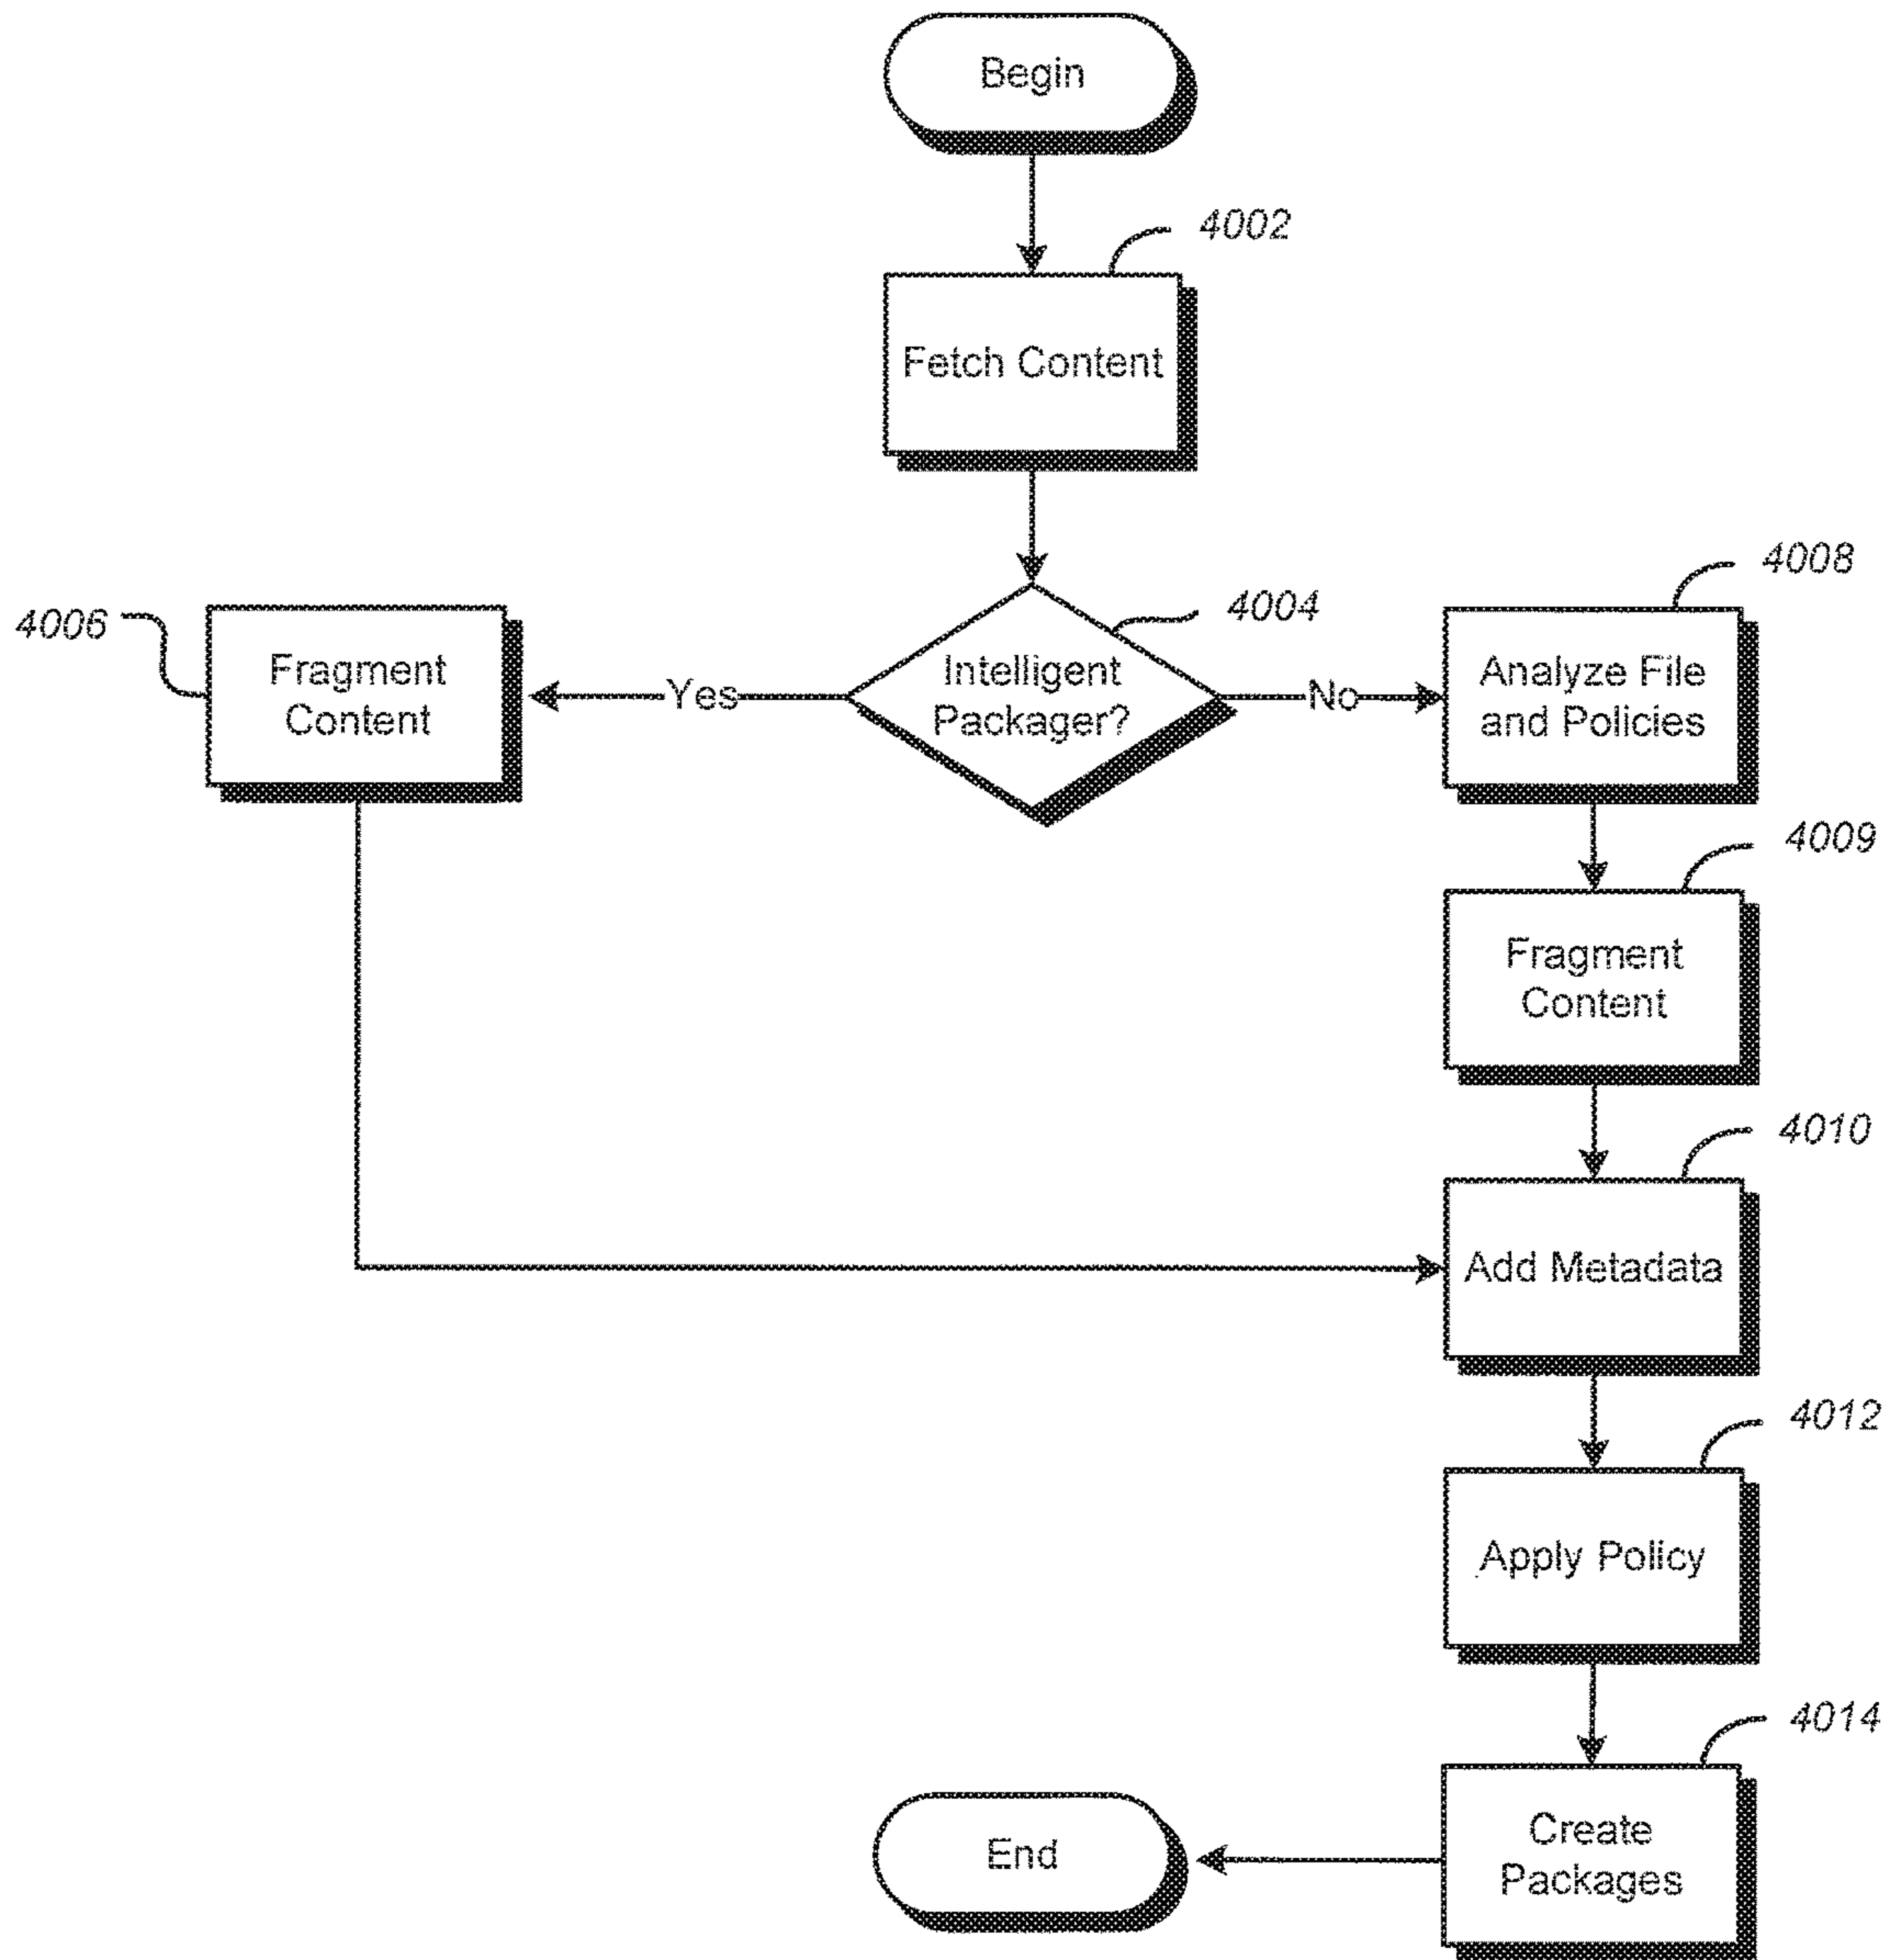 Begin
4002
Fetch Content
4004
Intelligent
Packager?
Yes
No
4006
Fragment
Content
4008
Analyze File
and Policies
4009
Fragment
Content
4010
Add Metadata
4012
Apply Policy
4014
Create
Packages
End